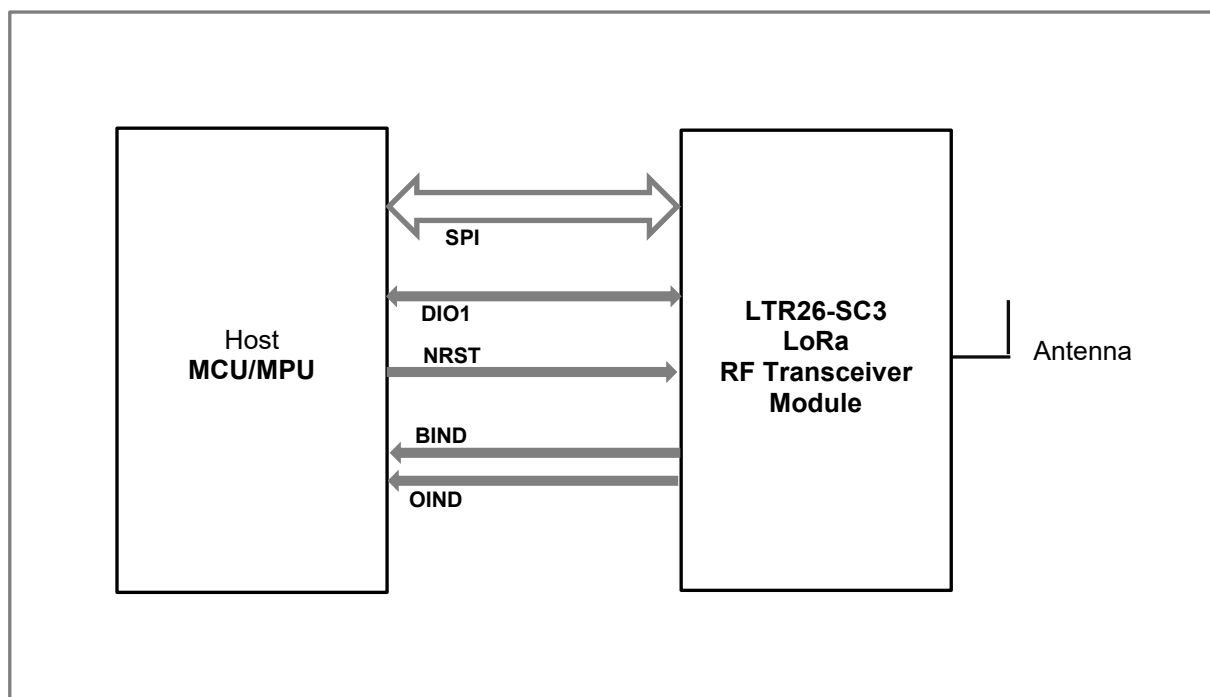 SPI
DIO1
NRST
BIND
OIND
Host
MCU/MPU
LTR26-SC3
LoRa
RF Transceiver
Module
Antenna